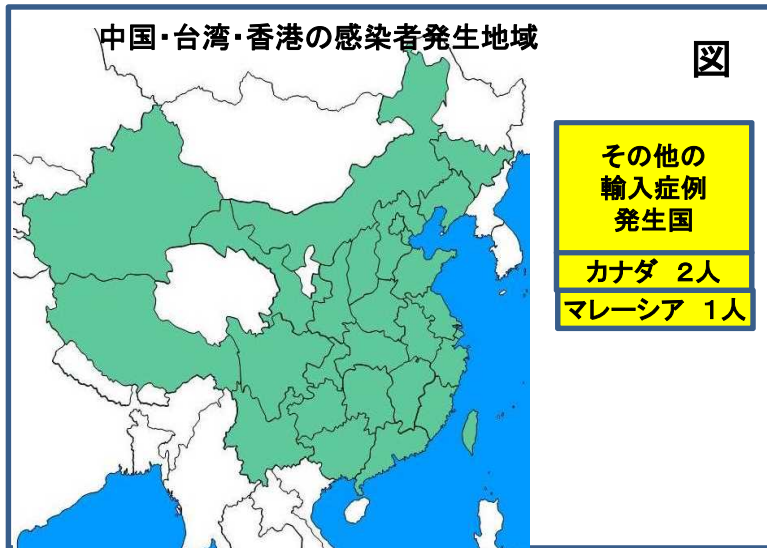 中国・台湾・香港の感染者発生地域
図
その他の
輸入症例
発生国
カナダ 2人
マレーシア 1人